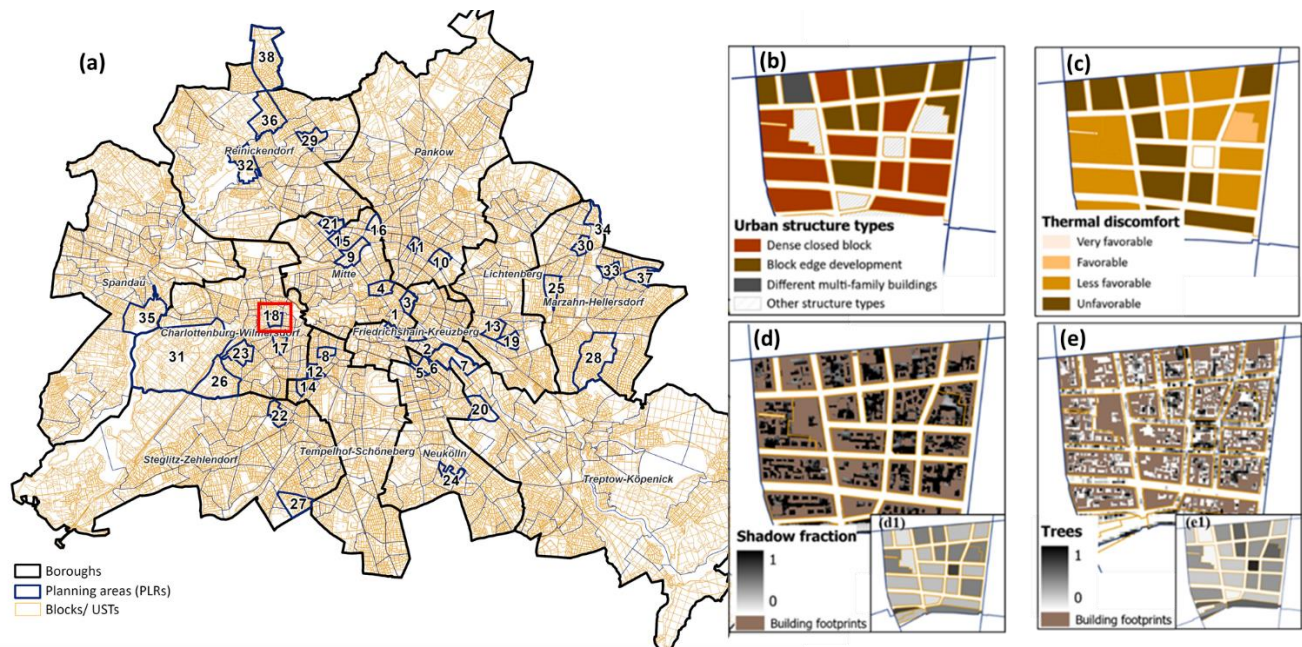 (a)
38
36
29
Reinickendorf
32
Pankow
21
16
34
15
11
30
9
10
Mitte
Lichtenberg
33
37
Spandau
4
25
3
Marzahn-Hellersdorf
35
18
1
Charlottenburg-Wilmersdorf
Friedrichshain-Kreuzberg
13
17
2
19
31
23
8
28
5
6
7
26
12
14
20
22
Steglitz-Zehlendorf
Tempelhof-Schöneberg
Neukölln
24
Treptow-Köpenick
27
Boroughs
Planning areas (PLRs)
Blocks/ USTs
(b)
Urban structure types
Dense closed block
Block edge development
Different multi-family buildings
Other structure types
(c)
Thermal discomfort
Very favorable
Favorable
Less favorable
Unfavorable
(d)
Shadow fraction
1
0
Building footprints
(d1)
(e)
Trees
1
0
Building footprints
(e1)